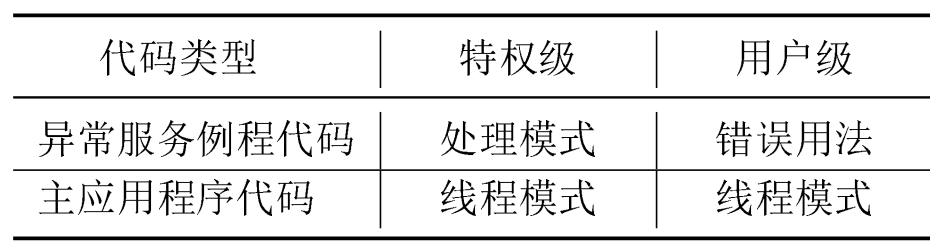 代码类型 特权级 用户级
异常服务例程代码 处理模式 错误用法
主应用程序代码 线程模式 线程模式